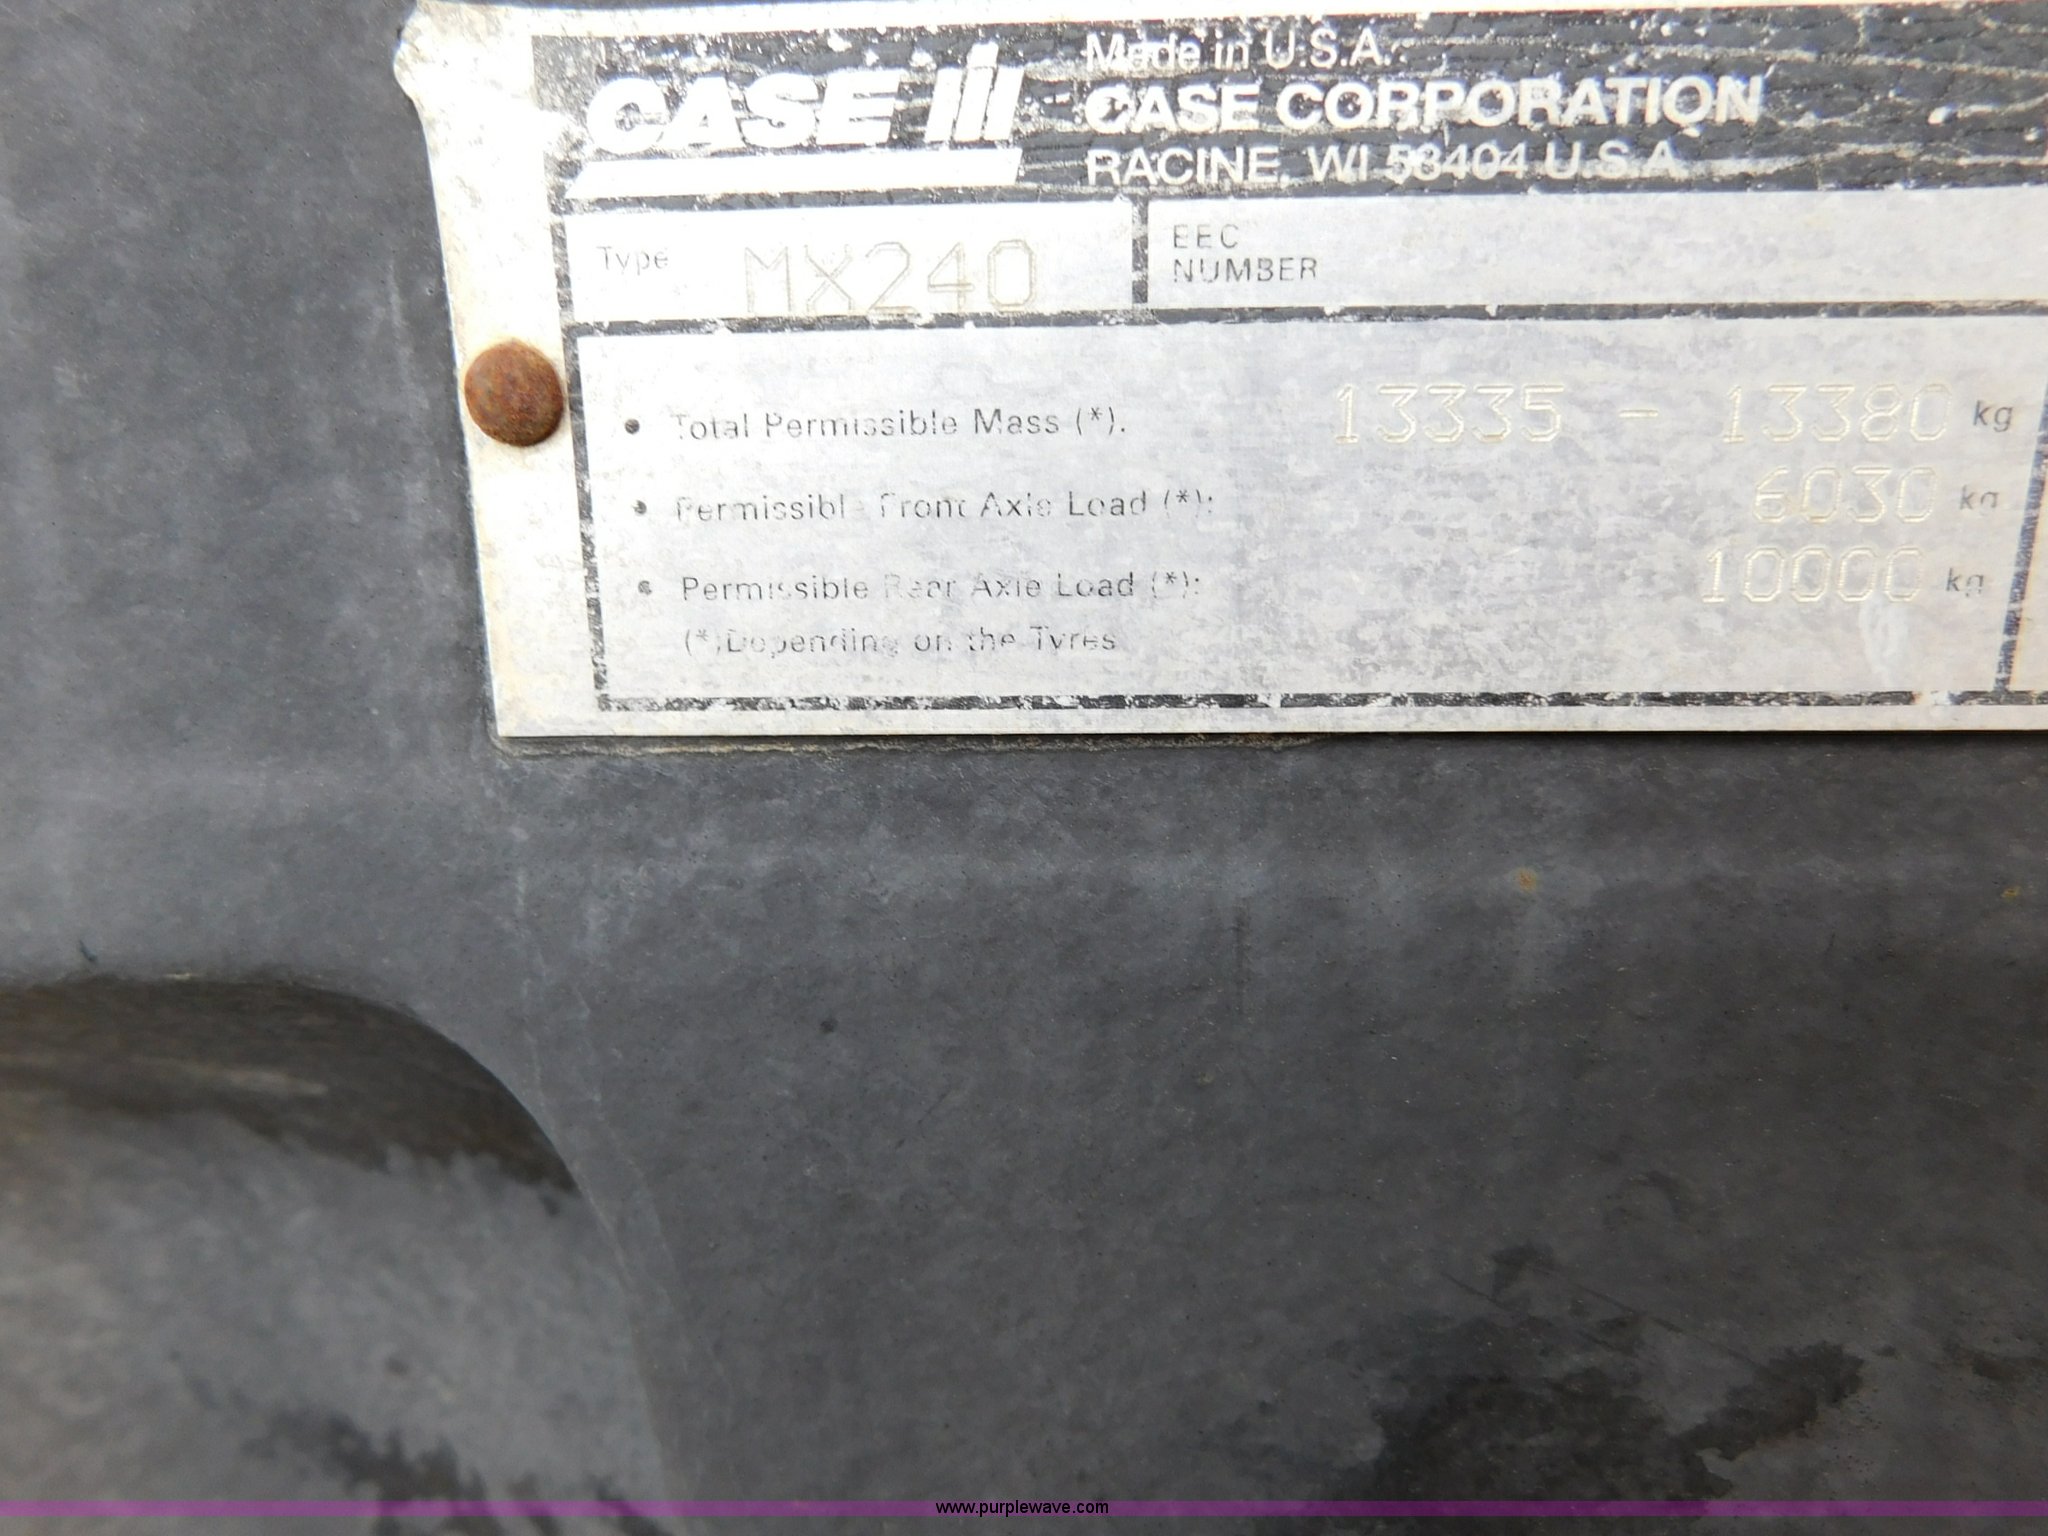 CASE IH
Made in U.S.A.
CASE CORPORATION
RACINE, WI 53404 U.S.A.
Type MX240
EEC
NUMBER
• Total Permissible Mass (*): 13335 - 13380 kg
• Permissible Front Axle Load (*): 6030 kg
• Permissible Rear Axle Load (*): 10000 kg
(*)Depending on the Tyres
www.purplewave.com